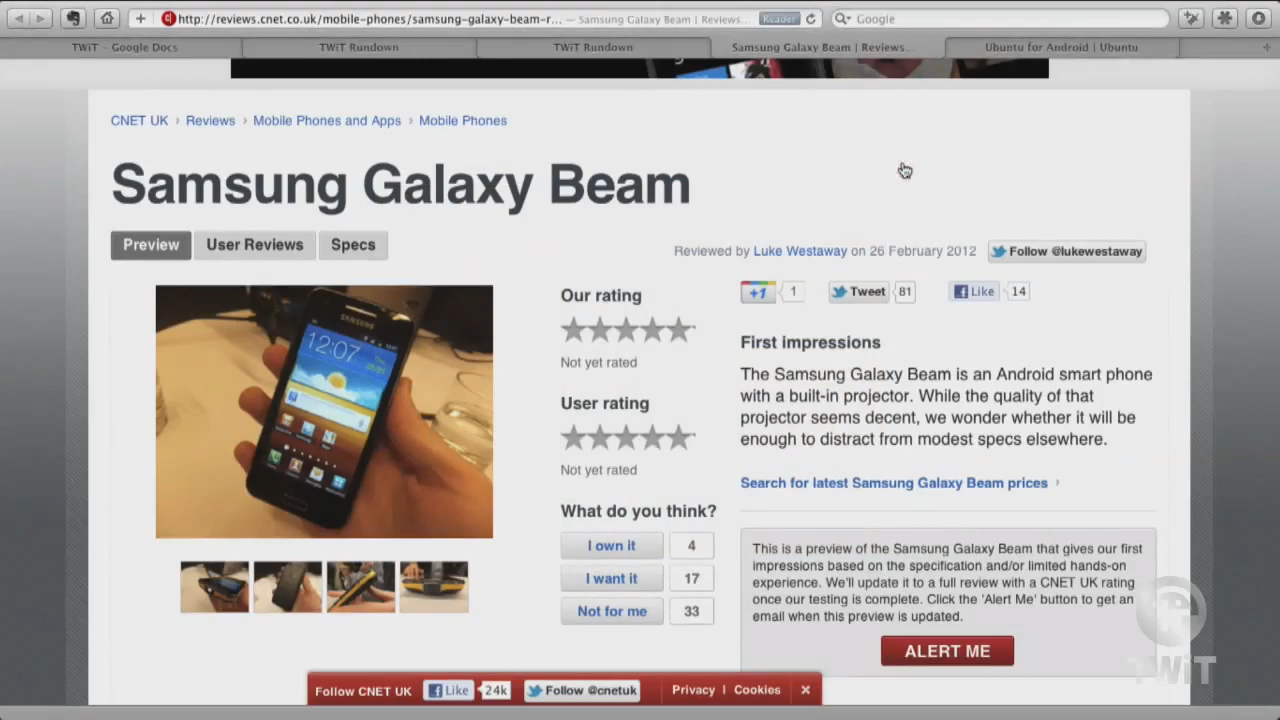 http://reviews.cnet.co.uk/mobile-phones/samsung-galaxy-beam-r... — Samsung Galaxy Beam | Reviews... Reader Google
TWiT – Google Docs TWiT Rundown TWiT Rundown Samsung Galaxy Beam | Reviews... Ubuntu for Android | Ubuntu
CNET UK › Reviews › Mobile Phones and Apps › Mobile Phones
Samsung Galaxy Beam
Preview User Reviews Specs
Reviewed by Luke Westaway on 26 February 2012 Follow @lukewestaway
SAMSUNG
12:07
Our rating
Not yet rated
User rating
Not yet rated
What do you think?
I own it 4
I want it 17
Not for me 33
+1 1 Tweet 81 Like 14
First impressions
The Samsung Galaxy Beam is an Android smart phone
with a built-in projector. While the quality of that
projector seems decent, we wonder whether it will be
enough to distract from modest specs elsewhere.
Search for latest Samsung Galaxy Beam prices ›
This is a preview of the Samsung Galaxy Beam that gives our first
impressions based on the specification and/or limited hands-on
experience. We'll update it to a full review with a CNET UK rating
once our testing is complete. Click the 'Alert Me' button to get an
email when this preview is updated.
ALERT ME
TWiT
Follow CNET UK Like 24k Follow @cnetuk Privacy | Cookies ×